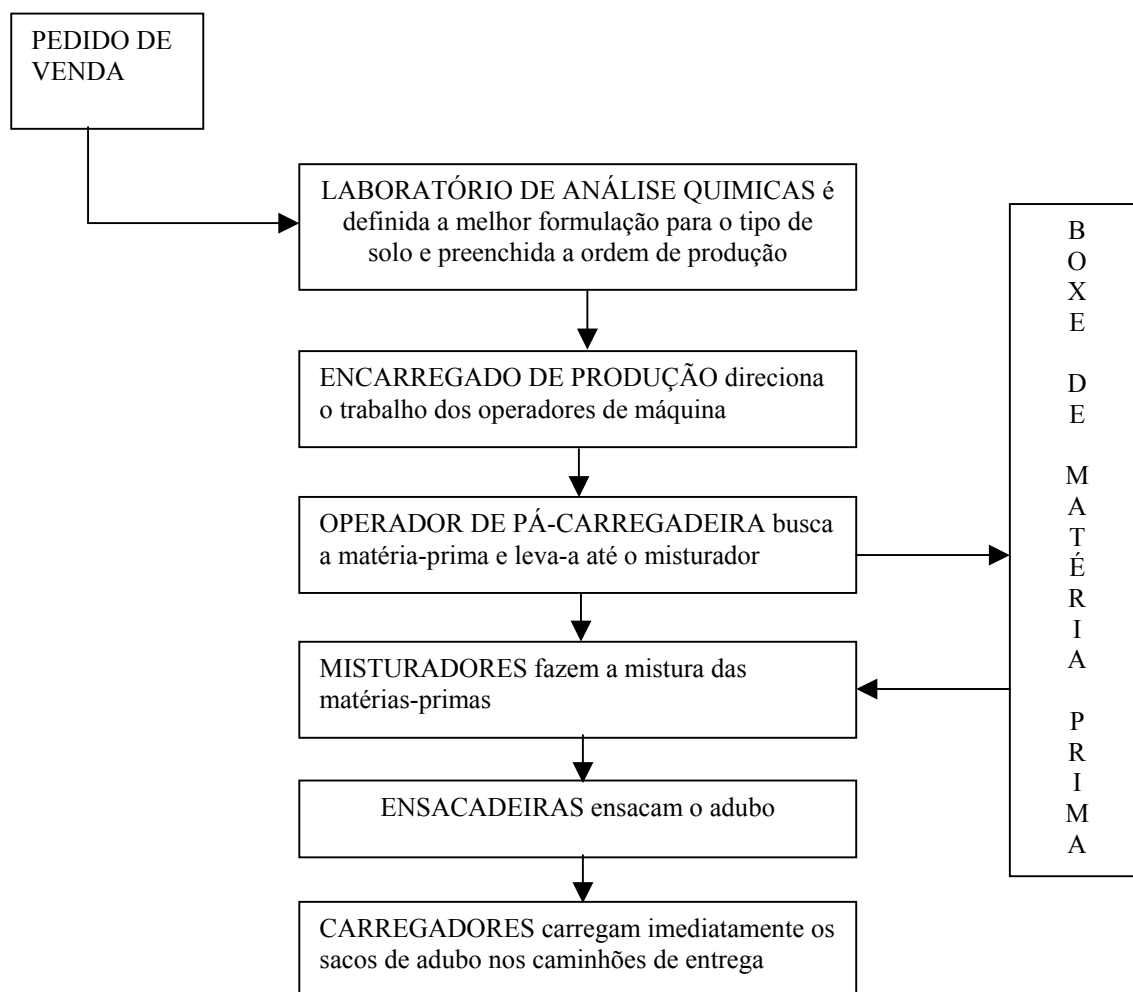 PEDIDO DE
VENDA
LABORATÓRIO DE ANÁLISE QUIMICAS é
definida a melhor formulação para o tipo de
solo e preenchida a ordem de produção
ENCARREGADO DE PRODUÇÃO direciona
o trabalho dos operadores de máquina
OPERADOR DE PÁ-CARREGADEIRA busca
a matéria-prima e leva-a até o misturador
MISTURADORES fazem a mistura das
matérias-primas
ENSACADEIRAS ensacam o adubo
CARREGADORES carregam imediatamente os
sacos de adubo nos caminhões de entrega
B
O
X
E
D
E
M
A
T
É
R
I
A
P
R
I
M
A